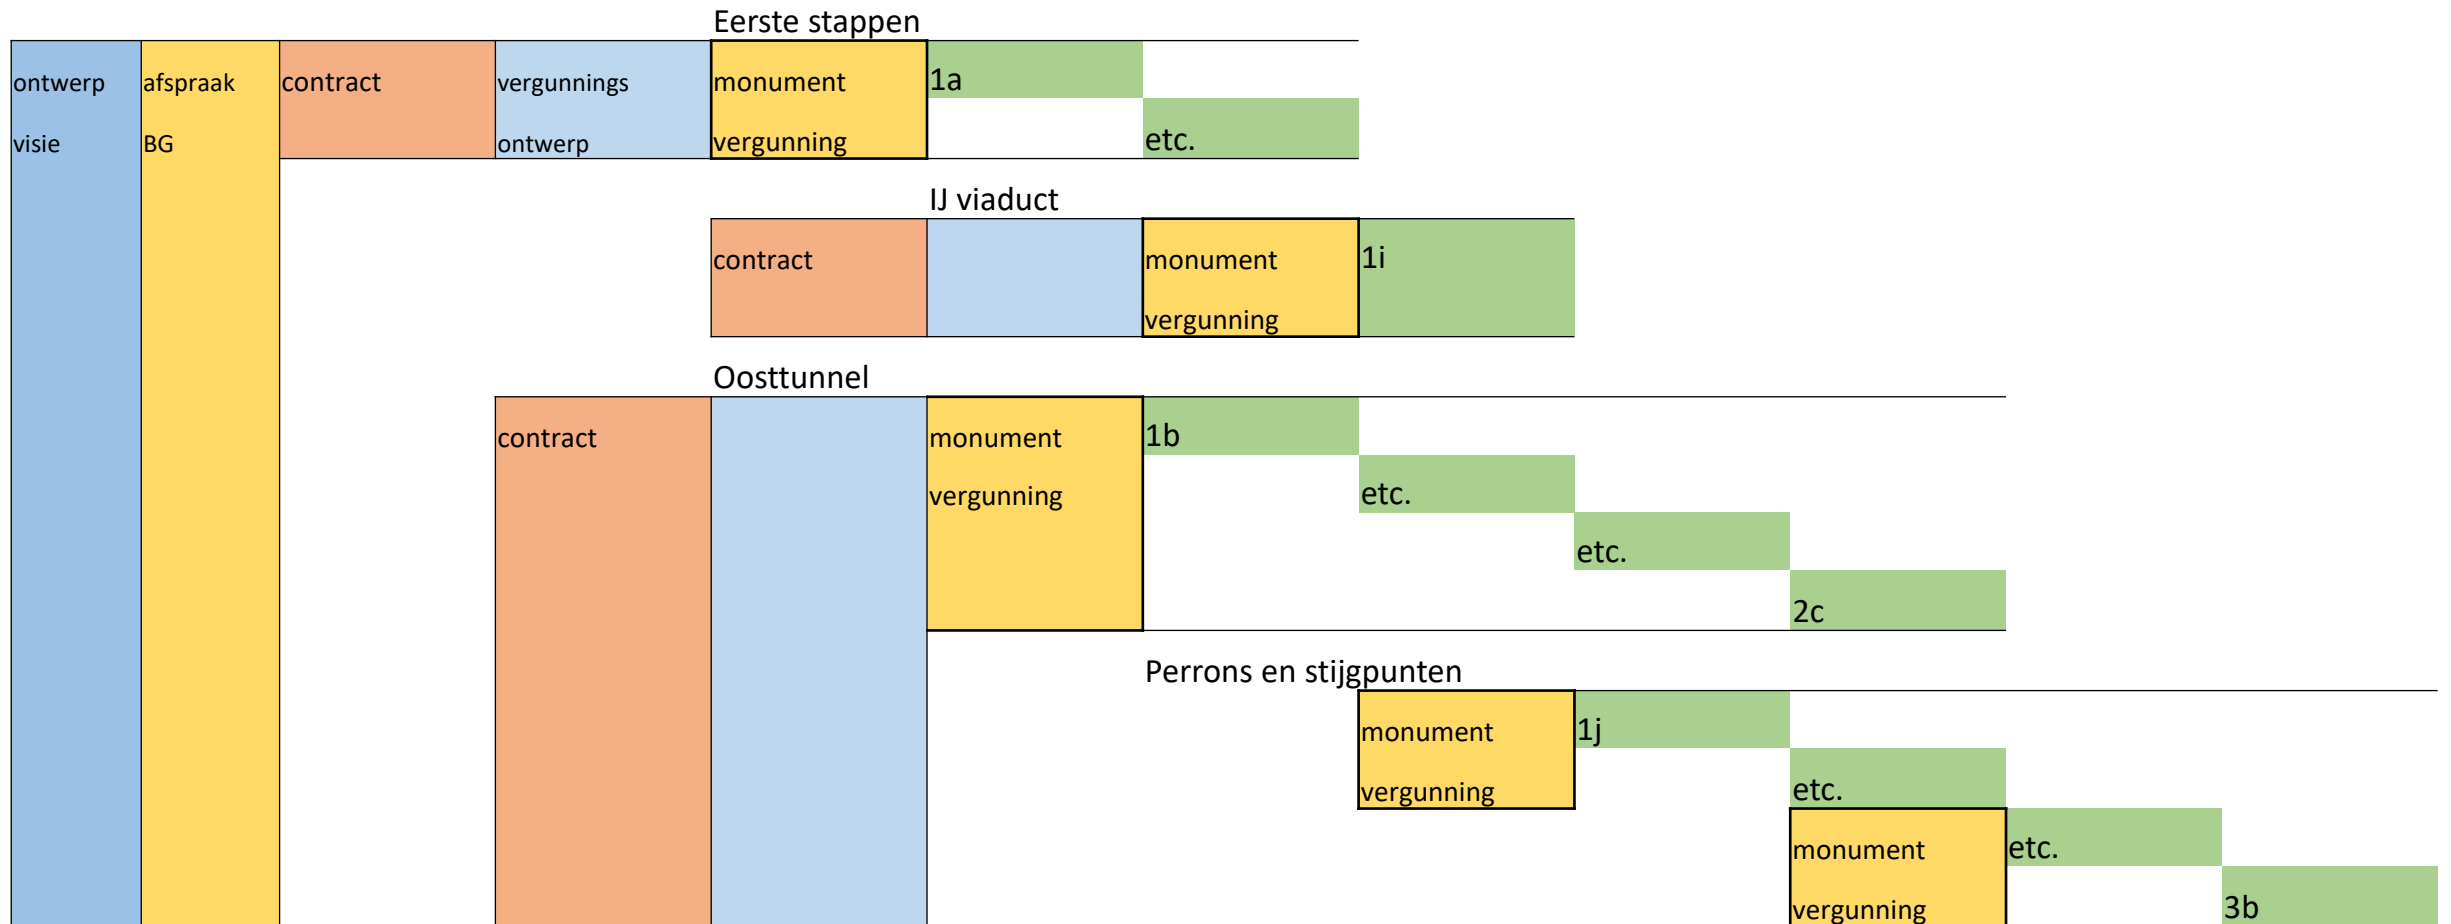 Eerste stappen
ontwerp afspraak contract vergunnings monument 1a
visie BG ontwerp vergunning etc.
IJ viaduct
contract monument 1i
vergunning
Oosttunnel
contract monument 1b
vergunning etc.
etc.
2c
Perrons en stijgpunten
monument 1j
vergunning etc.
monument etc.
vergunning 3b